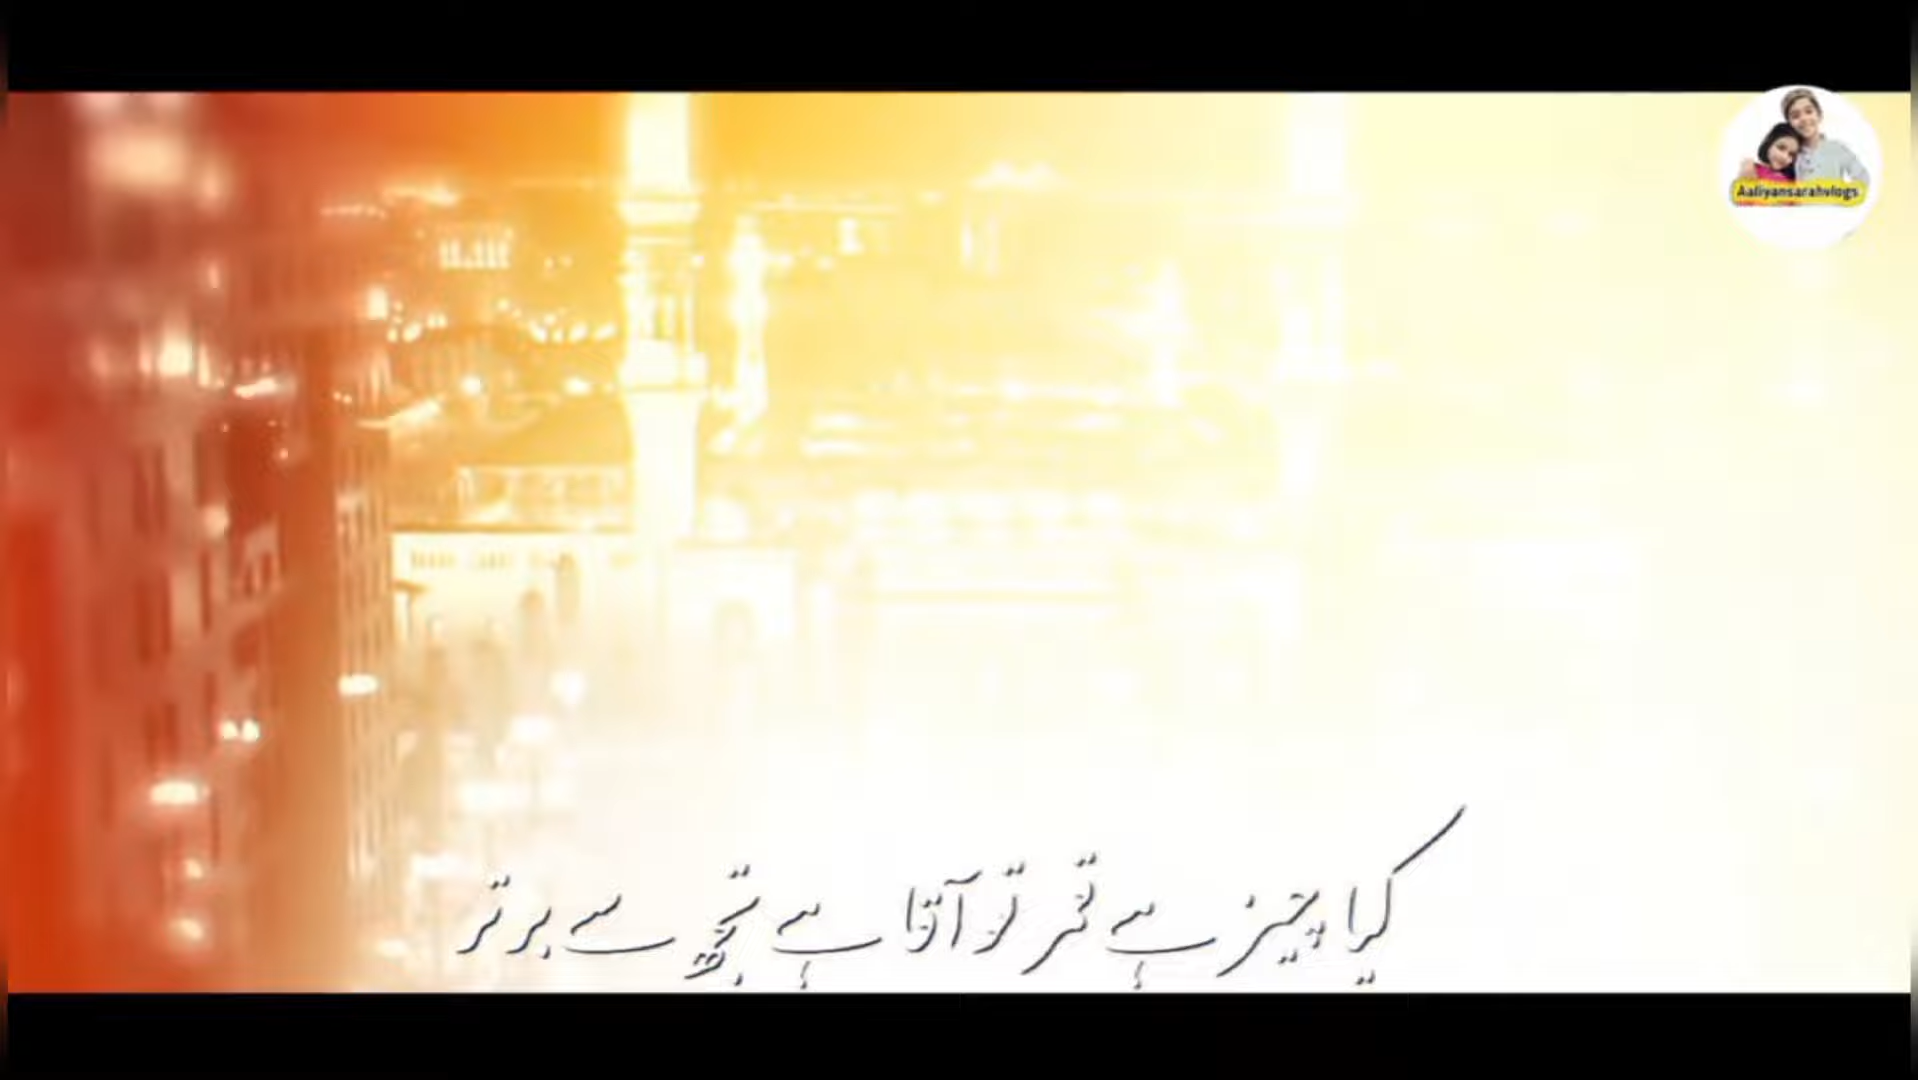 Aaliyansarahvlogs
کیا چیز ہے قمر تو آقا ہے تجھ سے برتر